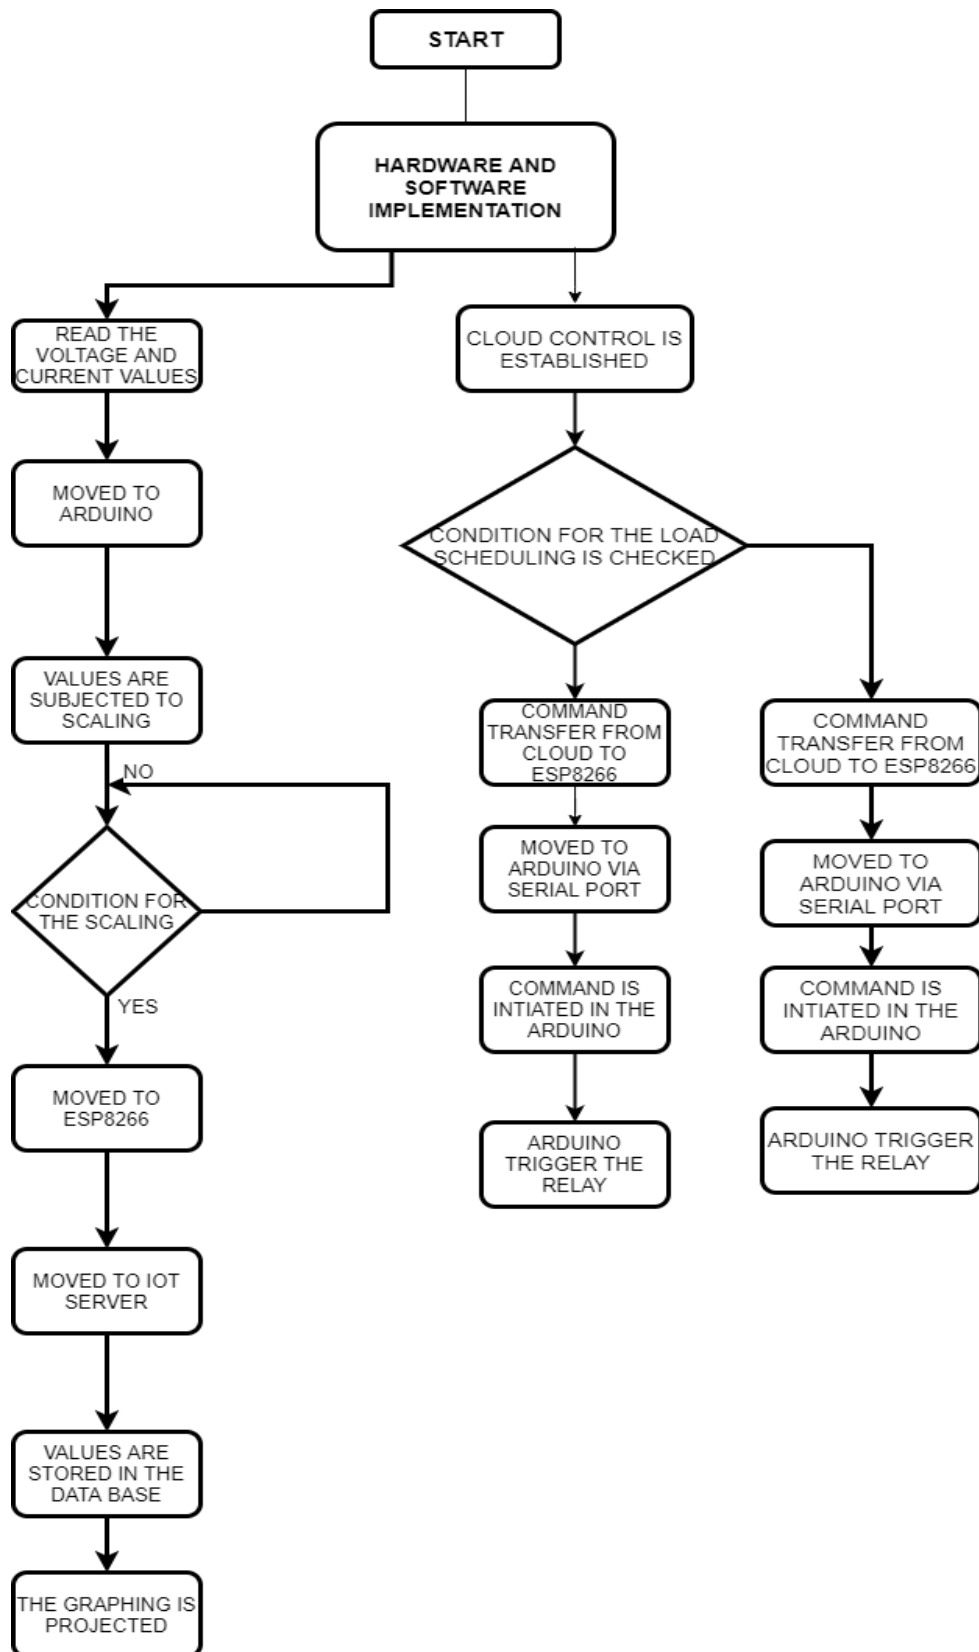 START
HARDWARE AND
SOFTWARE
IMPLEMENTATION
READ THE
VOLTAGE AND
CURRENT VALUES
MOVED TO
ARDUINO
VALUES ARE
SUBJECTED TO
SCALING
NO
CONDITION FOR
THE SCALING
YES
MOVED TO
ESP8266
MOVED TO IOT
SERVER
VALUES ARE
STORED IN THE
DATA BASE
THE GRAPHING IS
PROJECTED
CLOUD CONTROL IS
ESTABLISHED
CONDITION FOR THE LOAD
SCHEDULING IS CHECKED
COMMAND
TRANSFER FROM
CLOUD TO
ESP8266
MOVED TO
ARDUINO VIA
SERIAL PORT
COMMAND IS
INTIATED IN THE
ARDUINO
ARDUINO
TRIGGER THE
RELAY
COMMAND
TRANSFER FROM
CLOUD TO ESP8266
MOVED TO
ARDUINO VIA
SERIAL PORT
COMMAND IS
INTIATED IN THE
ARDUINO
ARDUINO TRIGGER
THE RELAY